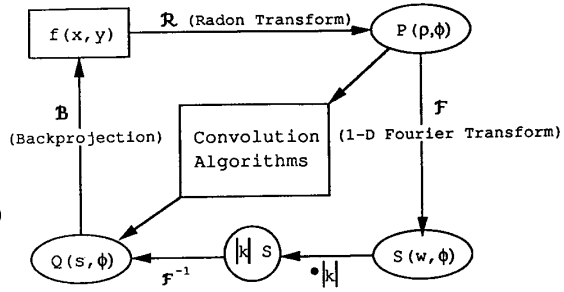 ℛ (Radon Transform)
f(x,y)
P(ρ,ϕ)
ℬ
ℱ
(Backprojection)
Convolution
Algorithms
(1-D Fourier Transform)
Q(s,ϕ)
|k| S
S(w,ϕ)
ℱ⁻¹
•|k|